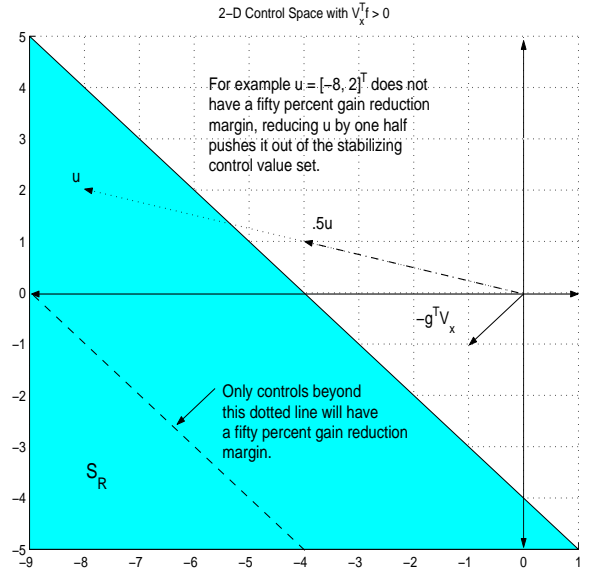 2−D Control Space with V_x^T f > 0
5
For example u = [−8, 2]^T does not
have a fifty percent gain reduction
margin, reducing u by one half
pushes it out of the stabilizing
control value set.
4
3
u
2
.5u
1
0
−g^T V_x
−1
Only controls beyond
this dotted line will have
a fifty percent gain reduction
margin.
−2
−3
S_R
−4
−5
−9 −8 −7 −6 −5 −4 −3 −2 −1 0 1